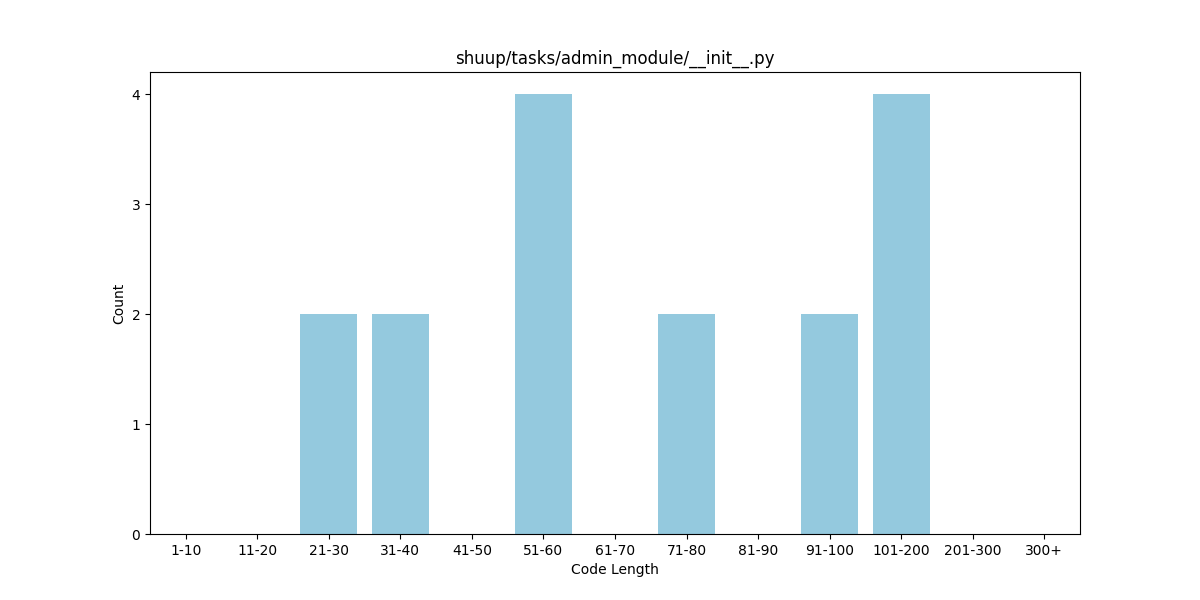 shuup/tasks/admin_module/__init__.py
4
3
2
1
0
Count
1-10 11-20 21-30 31-40 41-50 51-60 61-70 71-80 81-90 91-100 101-200 201-300 300+
Code Length